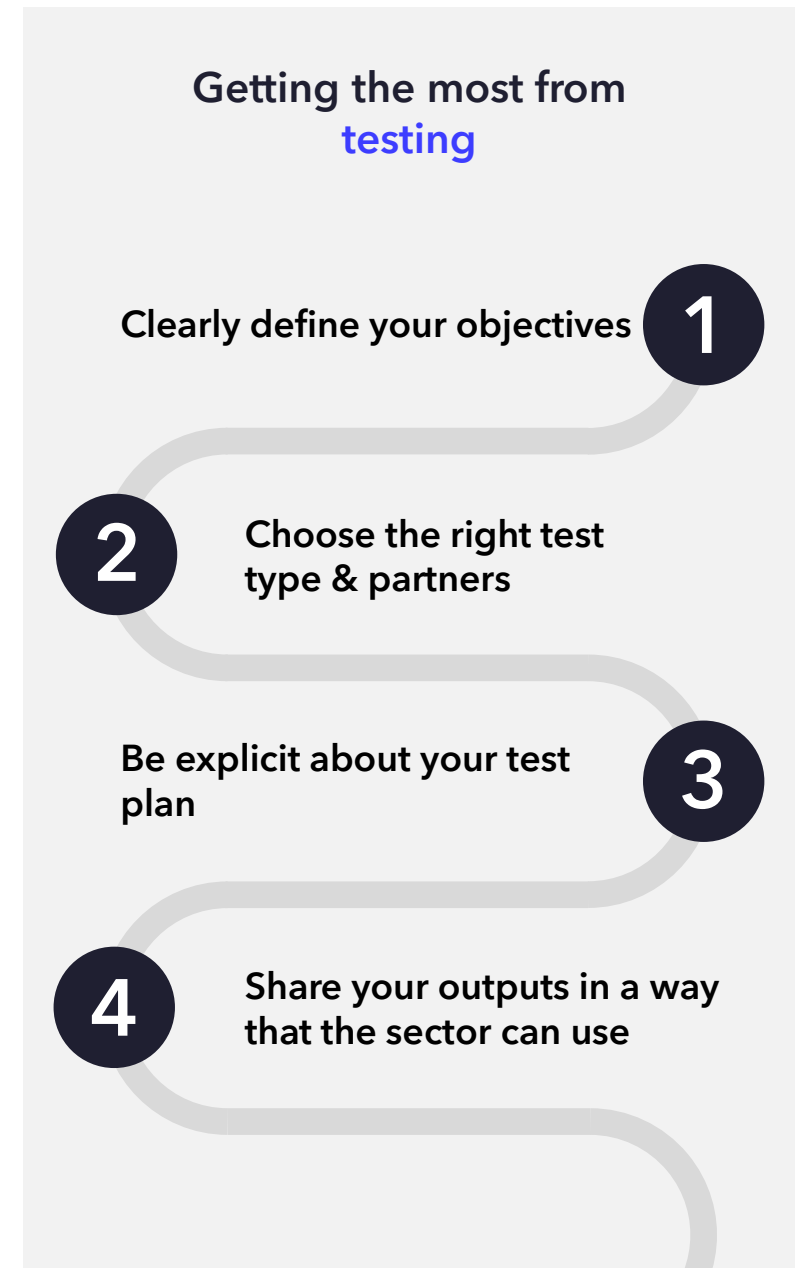 Getting the most from
testing
Clearly define your objectives
1
2
Choose the right test
type & partners
Be explicit about your test
plan
3
4
Share your outputs in a way
that the sector can use